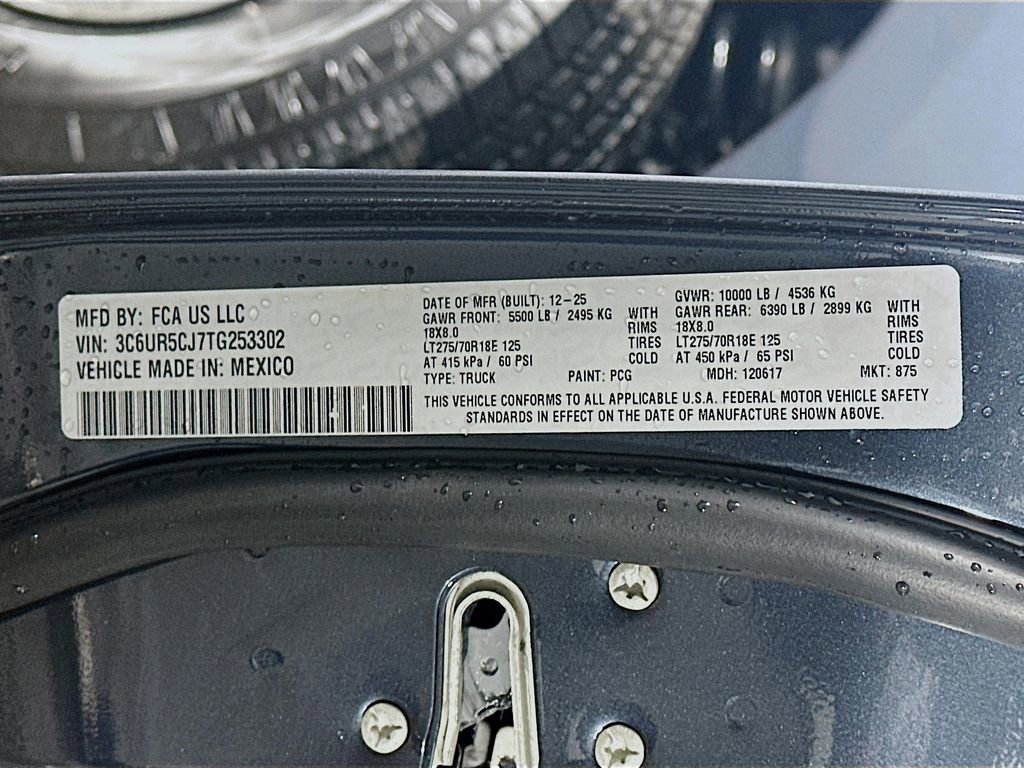 MFD BY: FCA US LLC
VIN: 3C6UR5CJ7TG253302
VEHICLE MADE IN: MEXICO
DATE OF MFR (BUILT): 12-25
GAWR FRONT: 5500 LB / 2495 KG WITH
18X8.0 RIMS
LT275/70R18E 125 TIRES
AT 415 kPa / 60 PSI COLD
GVWR: 10000 LB / 4536 KG
GAWR REAR: 6390 LB / 2899 KG WITH
18X8.0 RIMS
LT275/70R18E 125 TIRES
AT 450 kPa / 65 PSI COLD
TYPE: TRUCK PAINT: PCG MDH: 120617 MKT: 875
THIS VEHICLE CONFORMS TO ALL APPLICABLE U.S.A. FEDERAL MOTOR VEHICLE SAFETY
STANDARDS IN EFFECT ON THE DATE OF MANUFACTURE SHOWN ABOVE.